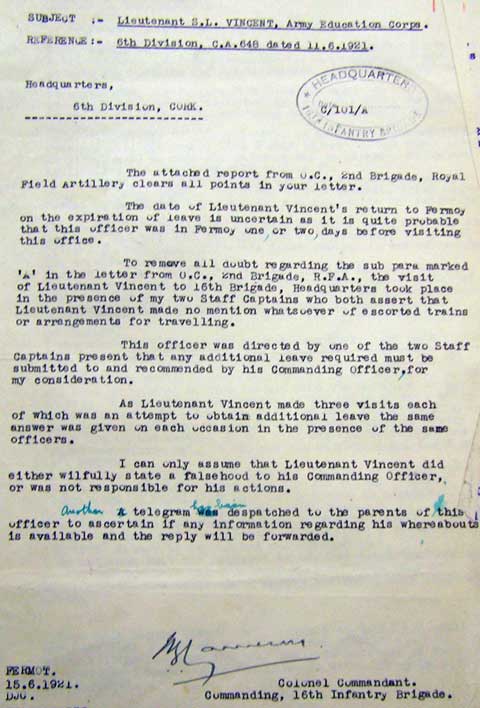 SUBJECT :- Lieutenant S.L. VINCENT, Army Education Corps.
REFERENCE:- 6th Division, C.A.648 dated 11.6.1921.
HEADQUARTER
C/101/A
INFANTRY BRIGADE
Headquarters,
6th Division, CORK.
The attached report from O.C., 2nd Brigade, Royal
Field Artillery clears all points in your letter.
The date of Lieutenant Vincent's return to Fermoy
on the expiration of leave is uncertain as it is quite probable
that this officer was in Fermoy one or two days before visiting
this office.
To remove all doubt regarding the sub para marked
'A' in the letter from O.C., 2nd Brigade, R.F.A., the visit
of Lieutenant Vincent to 16th Brigade, Headquarters took place
in the presence of my two Staff Captains who both assert that
Lieutenant Vincent made no mention whatsoever of escorted trains
or arrangements for travelling.
This officer was directed by one of the two Staff
Captains present that any additional leave required must be
submitted to and recommended by his Commanding Officer, for
my consideration.
As Lieutenant Vincent made three visits each
of which was an attempt to obtain additional leave the same
answer was given on each occasion in the presence of the same
officers.
I can only assume that Lieutenant Vincent did
either wilfully state a falsehood to his Commanding Officer,
or was not responsible for his actions.
Another A telegram was has been despatched to the parents of this
officer to ascertain if any information regarding his whereabouts
is available and the reply will be forwarded.
FERMOY.
15.6.1921.
DJC.
Colonel Commandant.
Commanding, 16th Infantry Brigade.